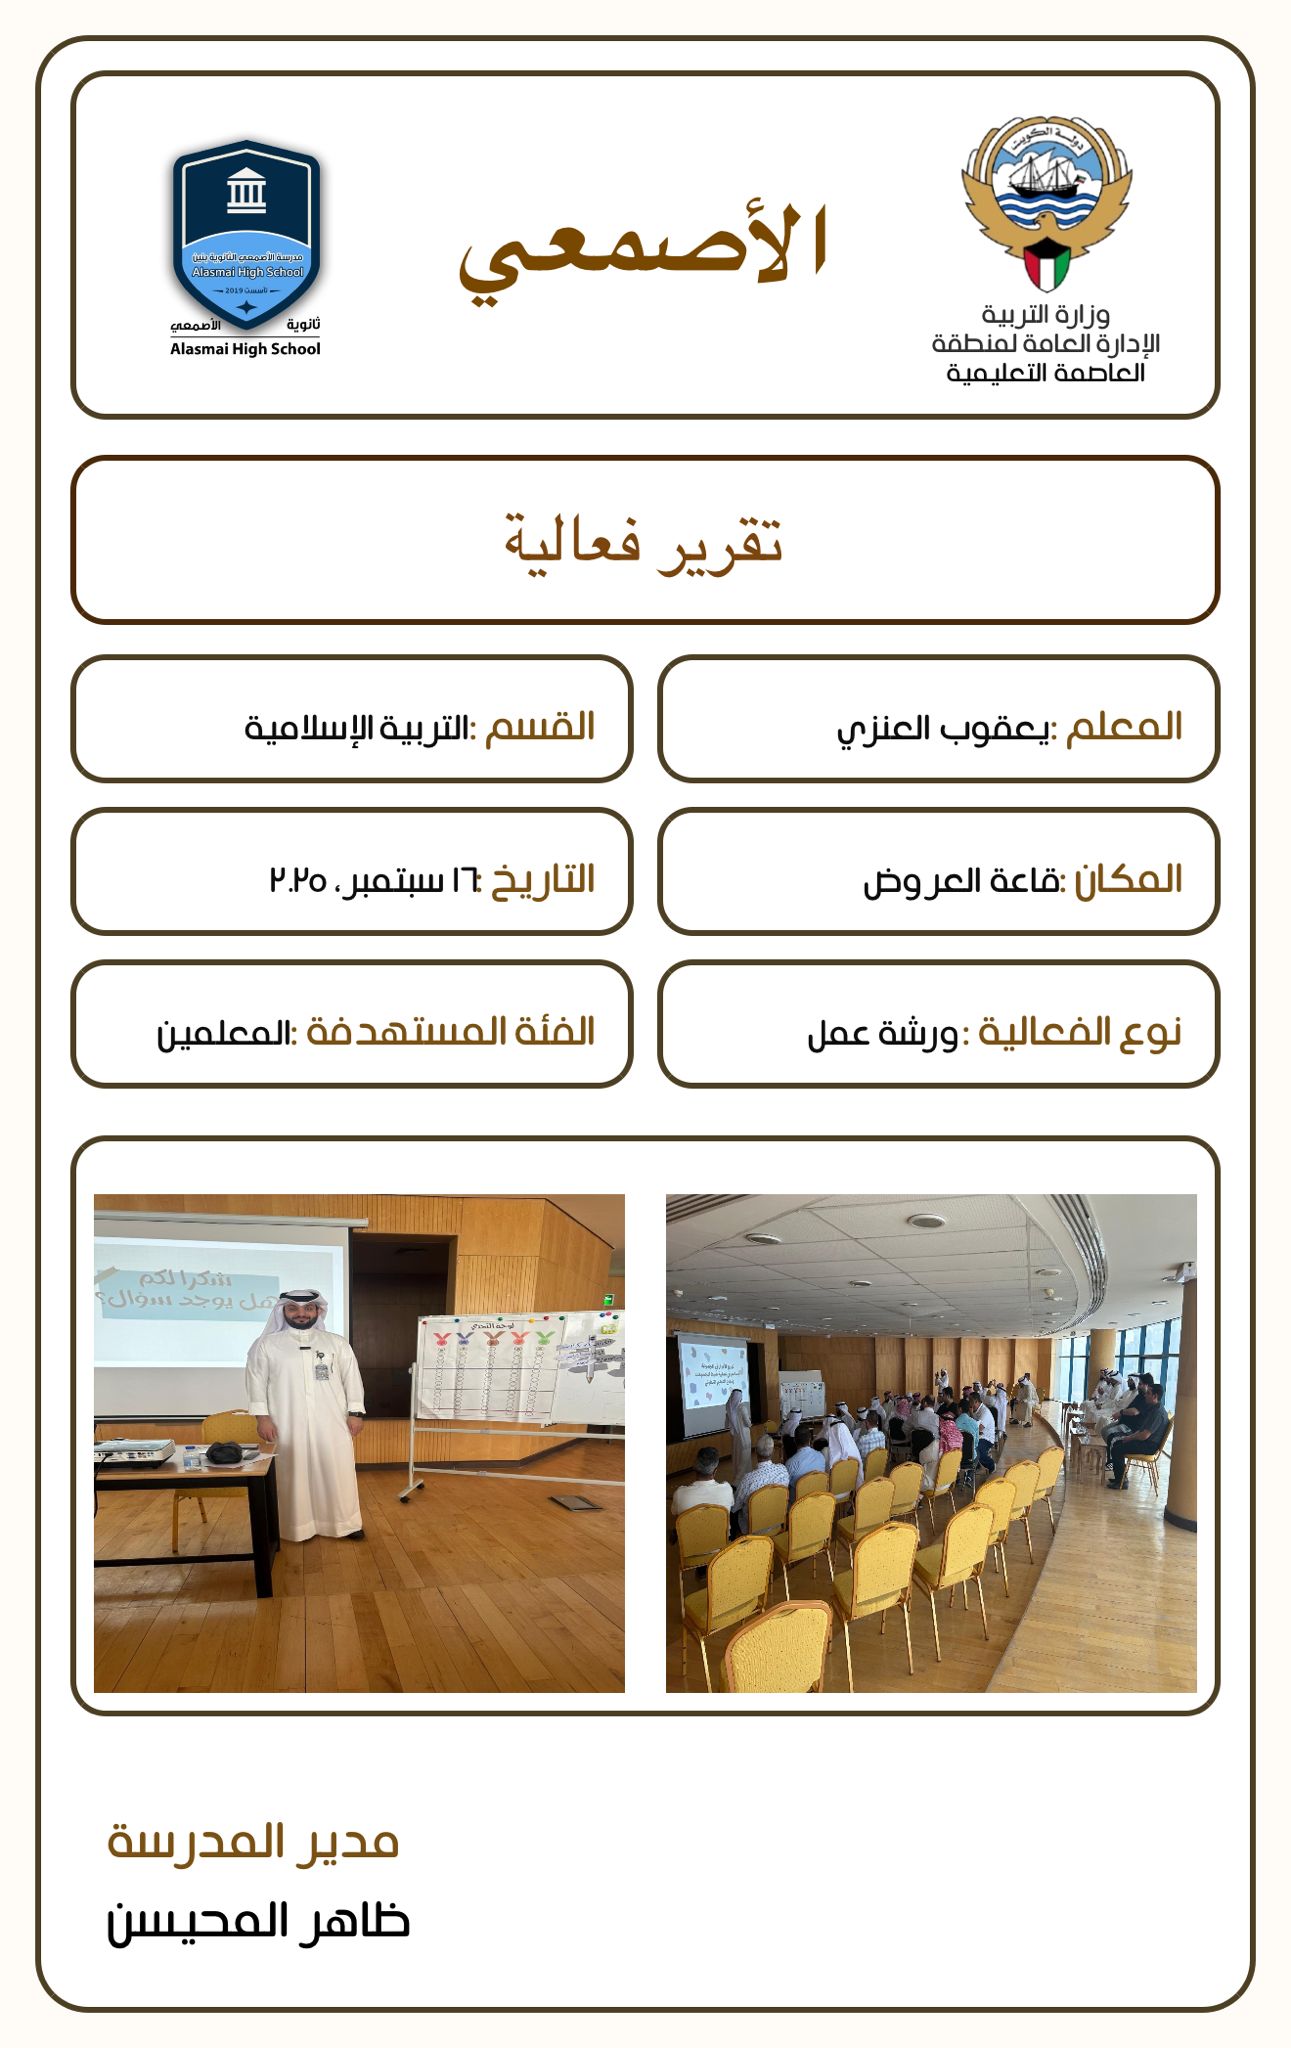 دولة الكويت
وزارة التربية
الإدارة العامة لمنطقة
العاصمة التعليمية
الأصمعي
مدرسة الأصمعي الثانوية بنين
Alasmai High School
تأسست 2019
ثانوية الأصمعي
Alasmai High School
تقرير فعالية
المعلم :يعقوب العنزي
القسم :التربية الإسلامية
المكان :قاعة العروض
التاريخ :١٦ سبتمبر، ٢٠٢٥
نوع الفعالية :ورشة عمل
الفئة المستهدفة :المعلمين
شكرا لكم
هل يوجد سؤال؟
لوحة التحدي
مدير المدرسة
ظاهر المحيسن